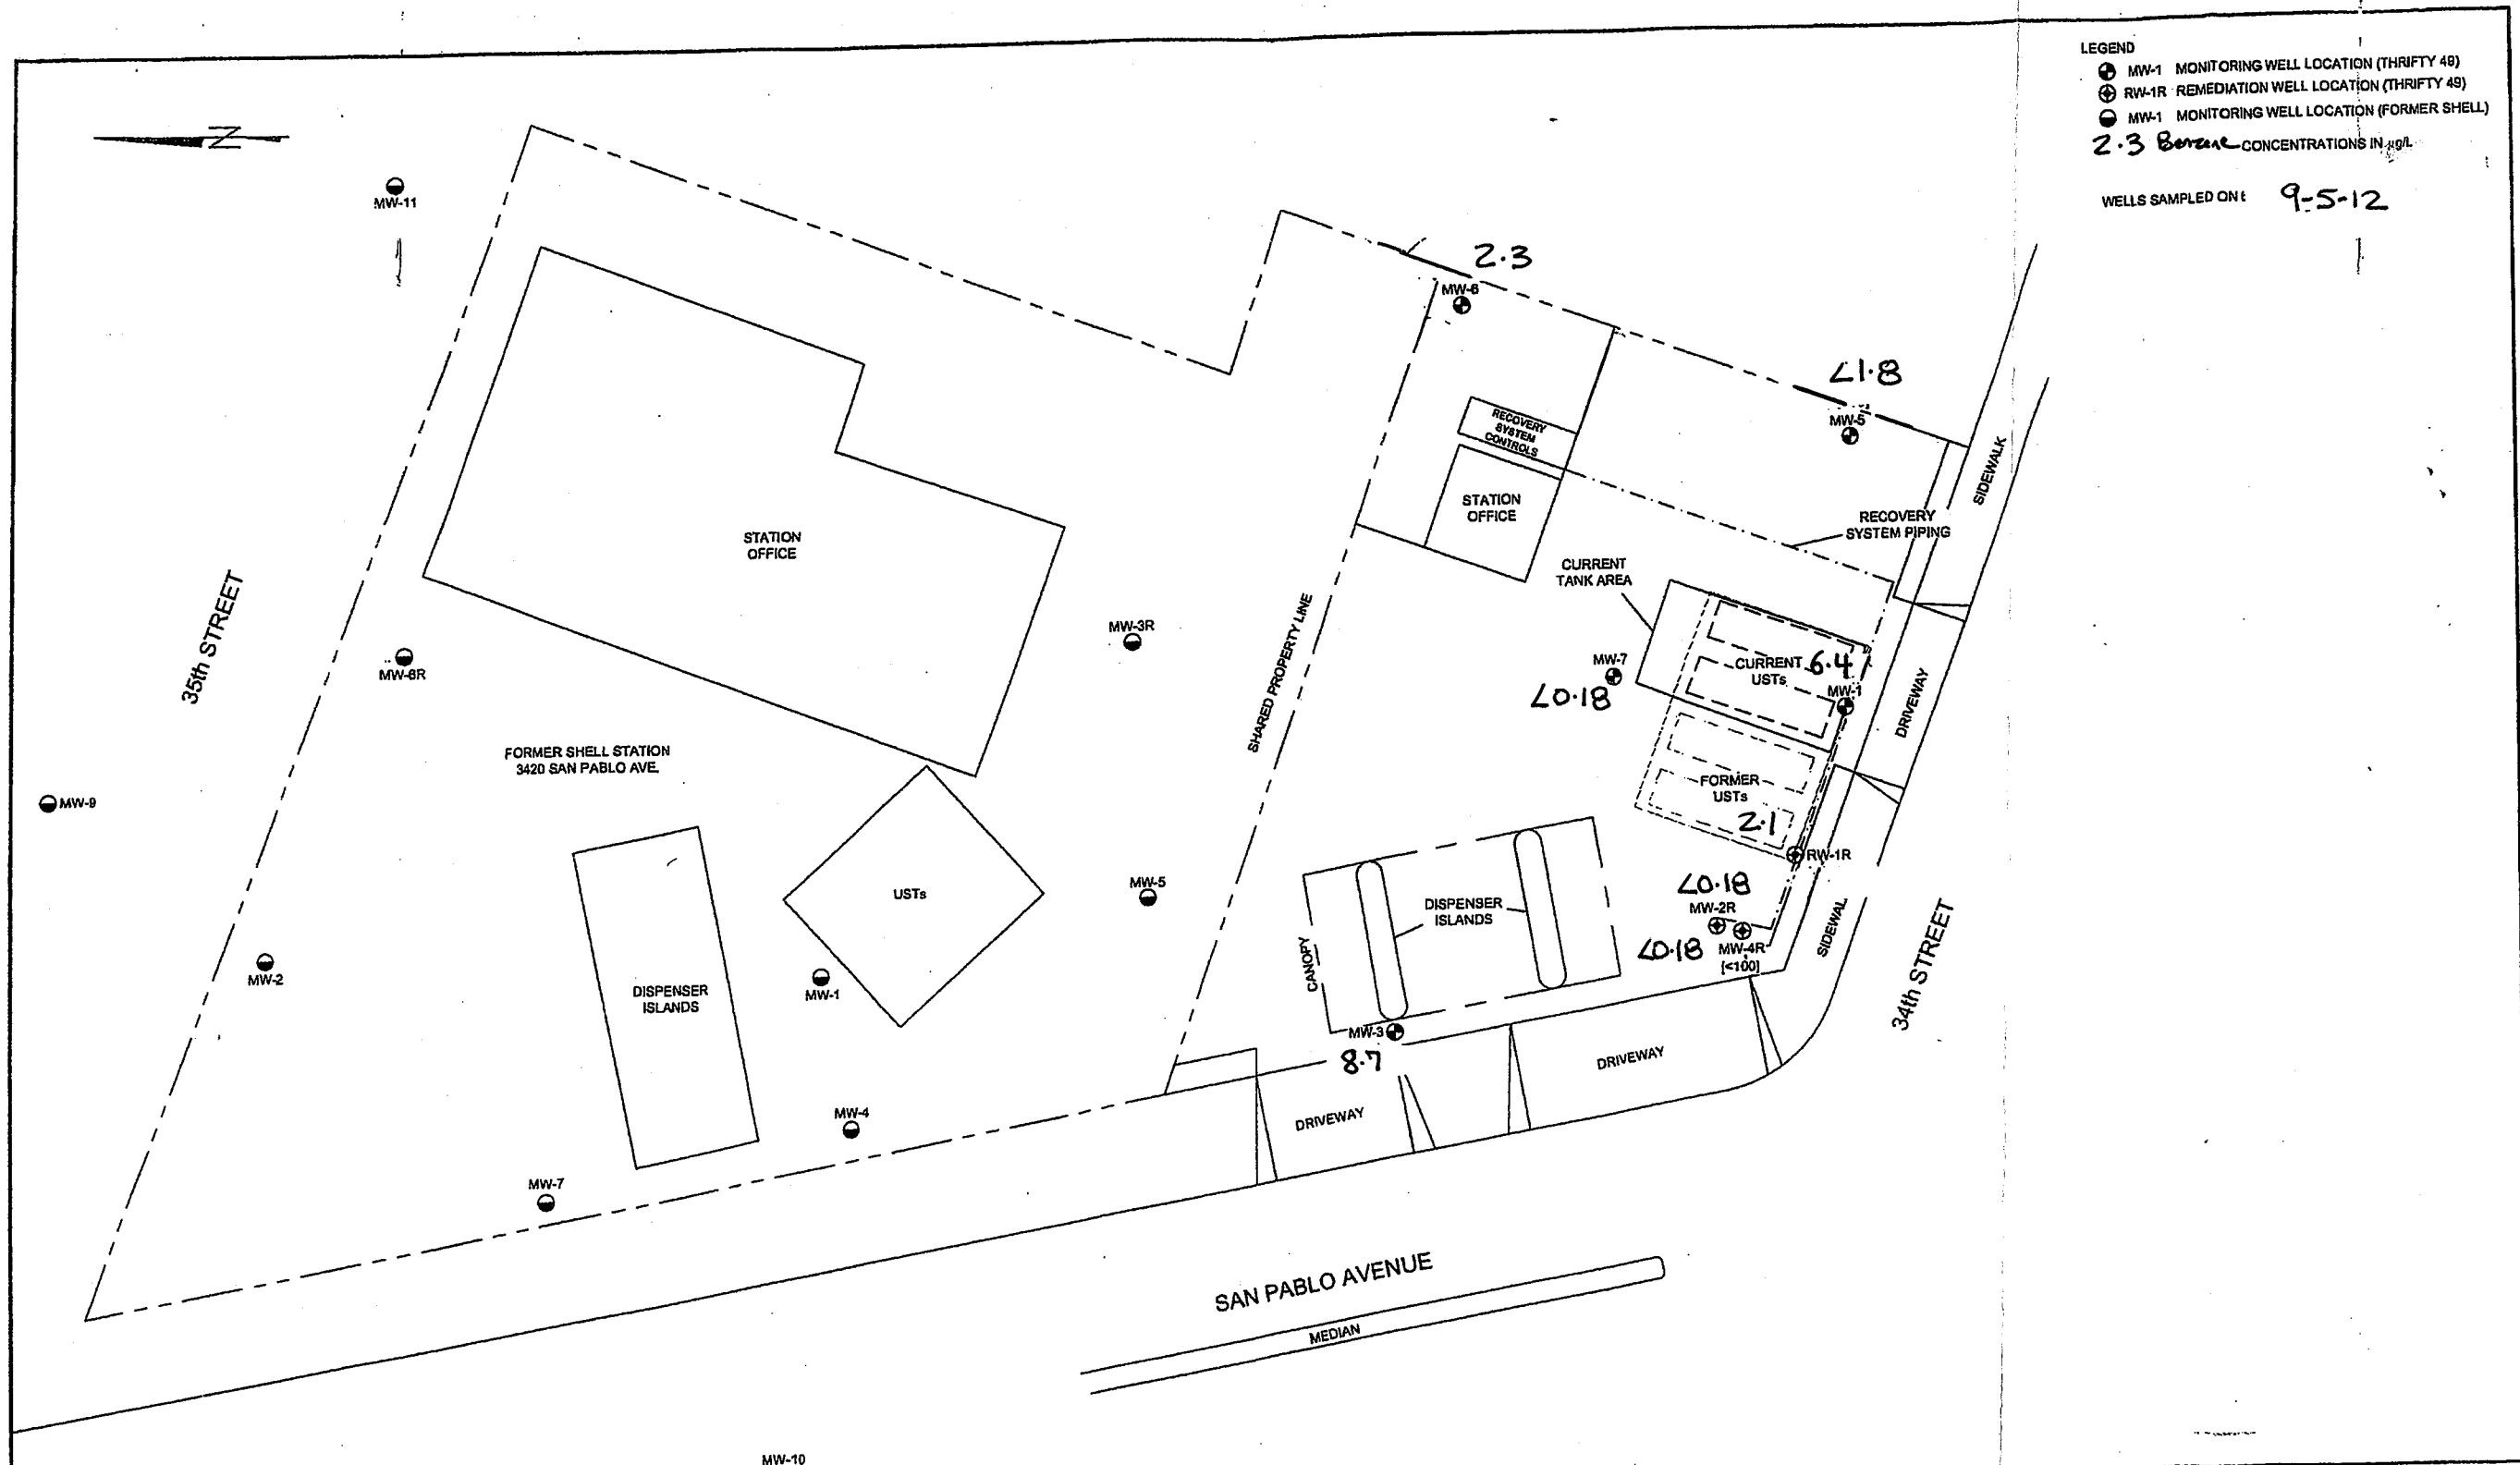 LEGEND
MW-1 MONITORING WELL LOCATION (THRIFTY 49)
RW-1R REMEDIATION WELL LOCATION (THRIFTY 49)
MW-1 MONITORING WELL LOCATION (FORMER SHELL)
2.3 Benzene CONCENTRATIONS IN µg/L
WELLS SAMPLED ON: 9-5-12
N
MW-11
2.3
MW-6
<1.8
MW-5
SIDEWALK
RECOVERY
SYSTEM
CONTROLS
STATION
OFFICE
RECOVERY
SYSTEM PIPING
STATION
OFFICE
CURRENT
TANK AREA
35th STREET
MW-8R
MW-3R
SHARED PROPERTY LINE
MW-7
<0.18
CURRENT 6.4
USTs
MW-1
DRIVEWAY
FORMER SHELL STATION
3420 SAN PABLO AVE.
FORMER
USTs
2.1
RW-1R
MW-9
USTs
MW-5
DISPENSER
ISLANDS
CANOPY
<0.18
MW-2R
<0.18
MW-4R
[<100]
SIDEWAL
34th STREET
MW-2
DISPENSER
ISLANDS
MW-1
MW-3
8.7
DRIVEWAY
DRIVEWAY
MW-4
MW-7
SAN PABLO AVENUE
MEDIAN
MW-10